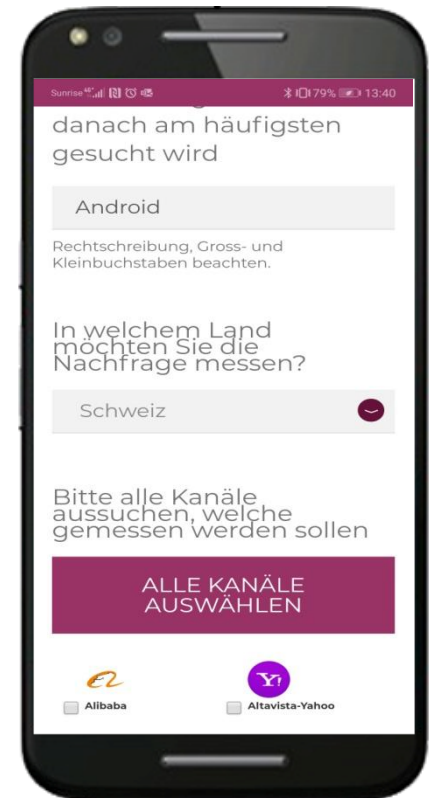 Sunrise 4G 79% 13:40
danach am häufigsten
gesucht wird
Android
Rechtschreibung, Gross- und
Kleinbuchstaben beachten.
In welchem Land
möchten Sie die
Nachfrage messen?
Schweiz
Bitte alle Kanäle
aussuchen, welche
gemessen werden sollen
ALLE KANÄLE
AUSWÄHLEN
Y!
Alibaba Altavista-Yahoo